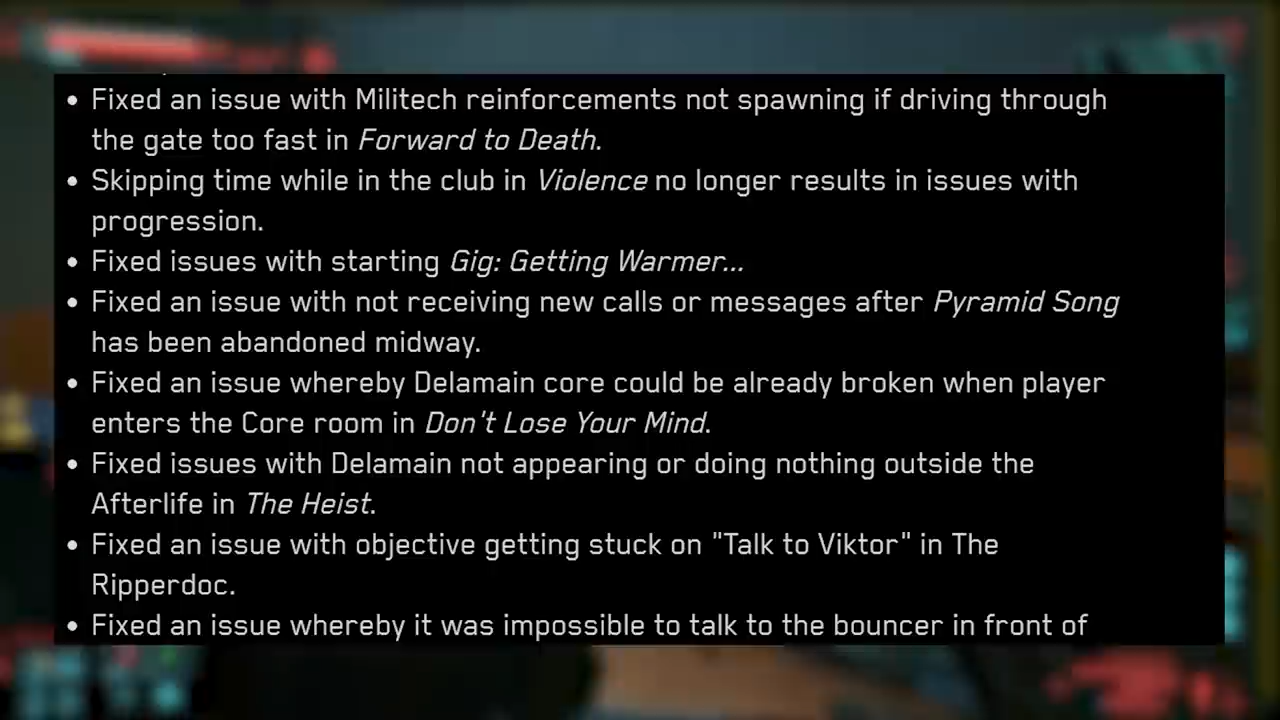 • Fixed an issue with Militech reinforcements not spawning if driving through
the gate too fast in Forward to Death.
• Skipping time while in the club in Violence no longer results in issues with
progression.
• Fixed issues with starting Gig: Getting Warmer...
• Fixed an issue with not receiving new calls or messages after Pyramid Song
has been abandoned midway.
• Fixed an issue whereby Delamain core could be already broken when player
enters the Core room in Don't Lose Your Mind.
• Fixed issues with Delamain not appearing or doing nothing outside the
Afterlife in The Heist.
• Fixed an issue with objective getting stuck on "Talk to Viktor" in The
Ripperdoc.
• Fixed an issue whereby it was impossible to talk to the bouncer in front of